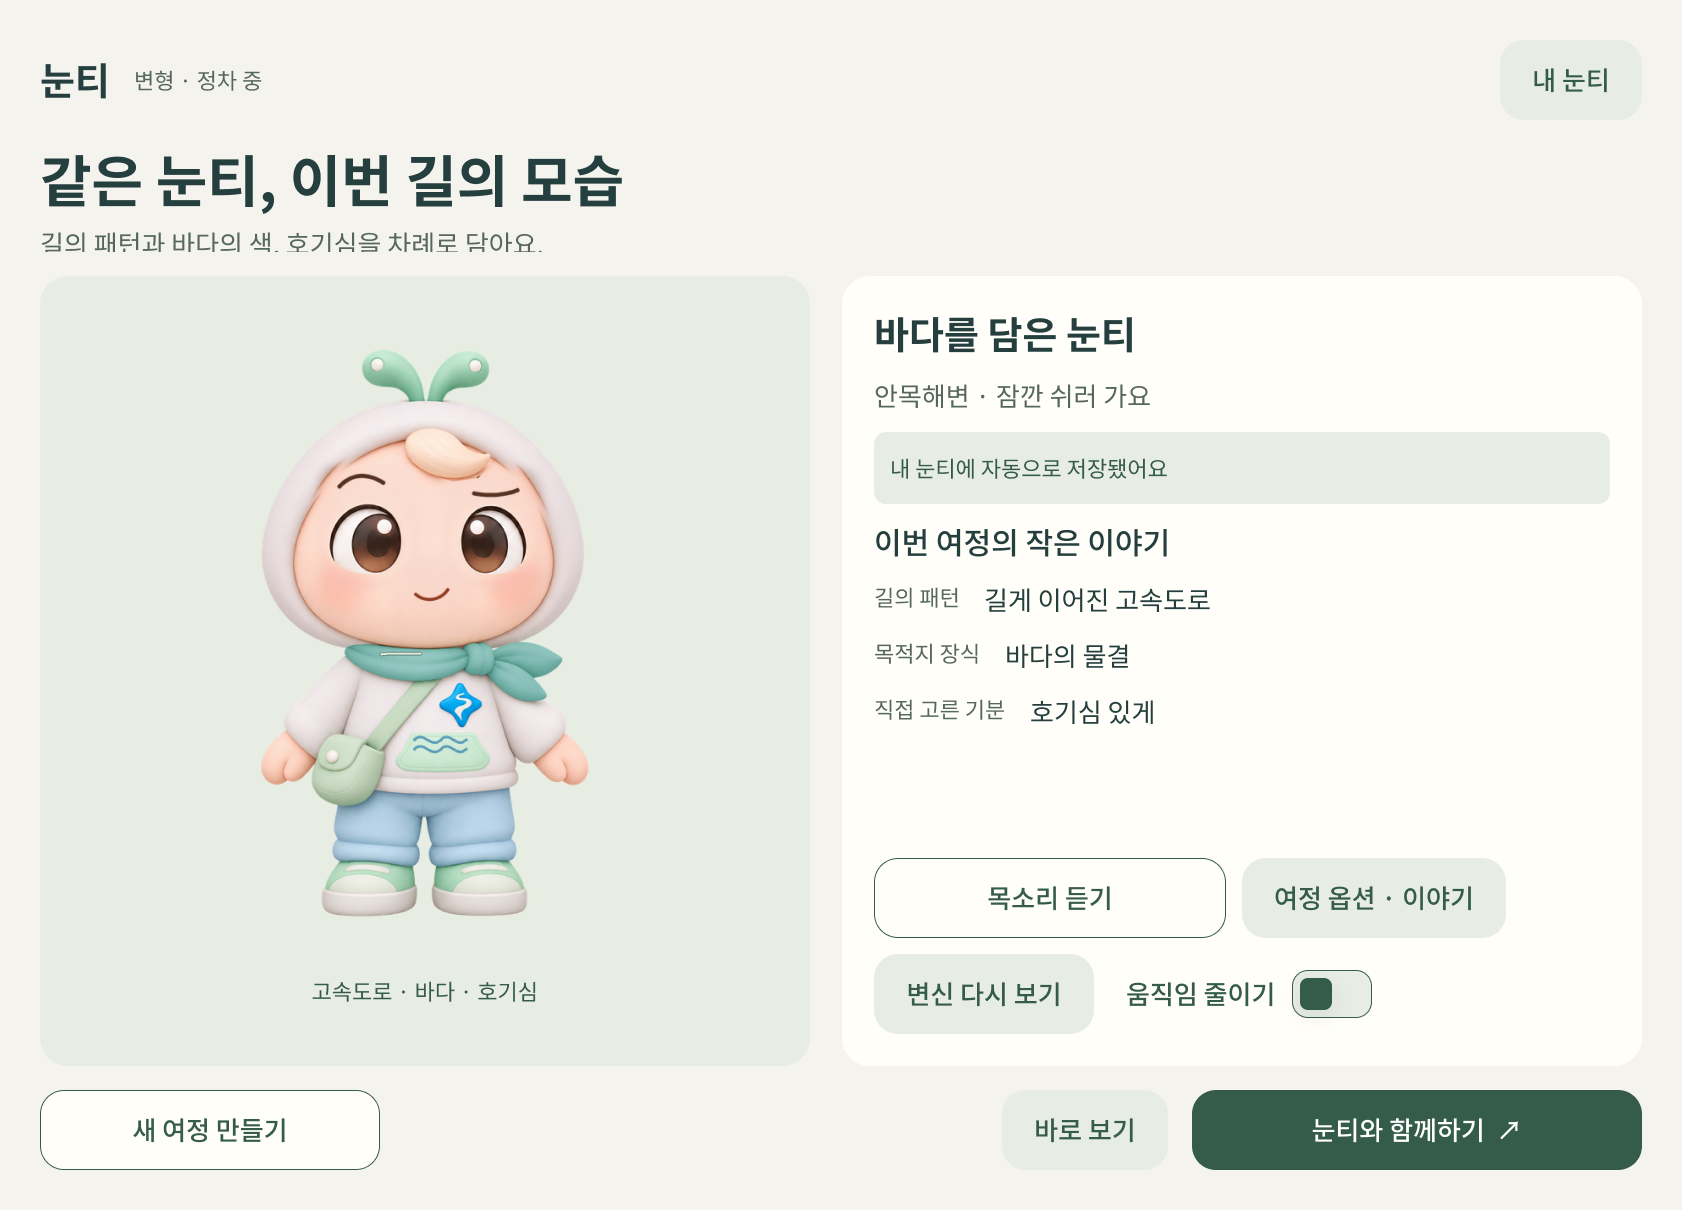 눈티
변형 · 정차 중
내 눈티
같은 눈티, 이번 길의 모습
길의 패턴과 바다의 색, 호기심을 차례로 담아요.
바다를 담은 눈티
안목해변 · 잠깐 쉬러 가요
내 눈티에 자동으로 저장됐어요
이번 여정의 작은 이야기
길의 패턴 길게 이어진 고속도로
목적지 장식 바다의 물결
직접 고른 기분 호기심 있게
고속도로 · 바다 · 호기심
목소리 듣기
여정 옵션 · 이야기
변신 다시 보기
움직임 줄이기
새 여정 만들기
바로 보기
눈티와 함께하기 ↗